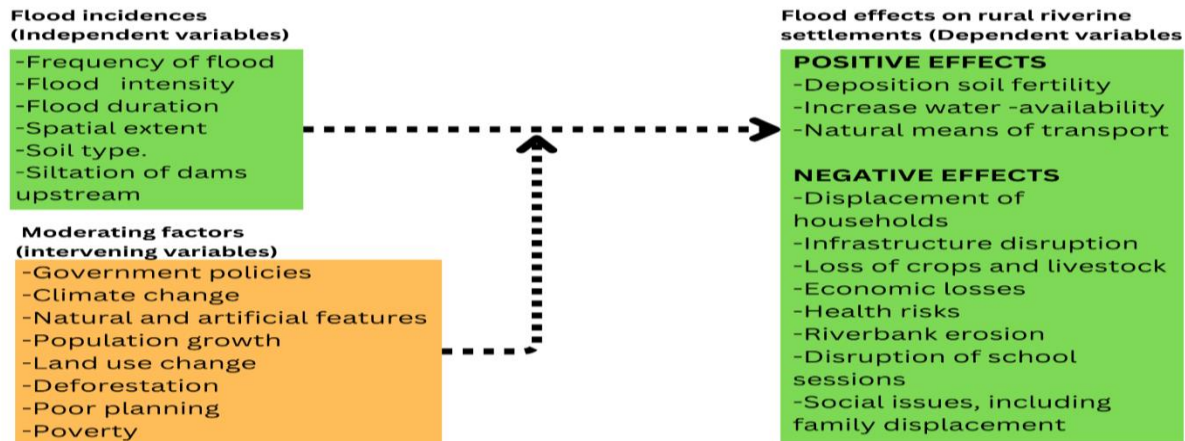 Flood incidences
(Independent variables)
-Frequency of flood
-Flood intensity
-Flood duration
-Spatial extent
-Soil type.
-Siltation of dams
upstream
Moderating factors
(intervening variables)
-Government policies
-Climate change
-Natural and artificial features
-Population growth
-Land use change
-Deforestation
-Poor planning
-Poverty
Flood effects on rural riverine
settlements (Dependent variables
POSITIVE EFFECTS
-Deposition soil fertility
-Increase water -availability
-Natural means of transport
NEGATIVE EFFECTS
-Displacement of
households
-Infrastructure disruption
-Loss of crops and livestock
-Economic losses
-Health risks
-Riverbank erosion
-Disruption of school
sessions
-Social issues, including
family displacement